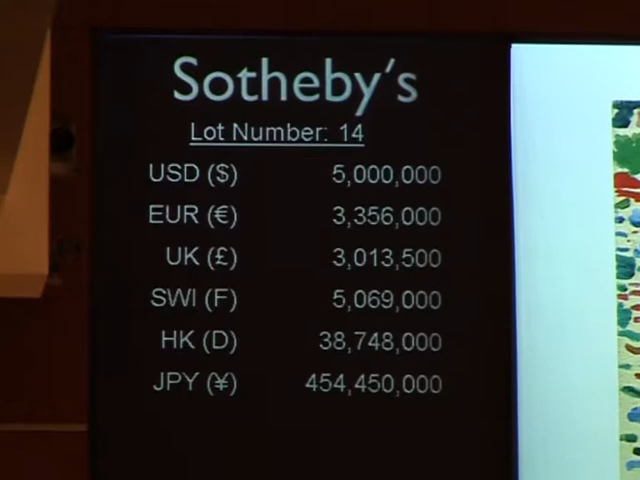 Sotheby's
Lot Number: 14
USD ($) 5,000,000
EUR (€) 3,356,000
UK (£) 3,013,500
SWI (F) 5,069,000
HK (D) 38,748,000
JPY (¥) 454,450,000